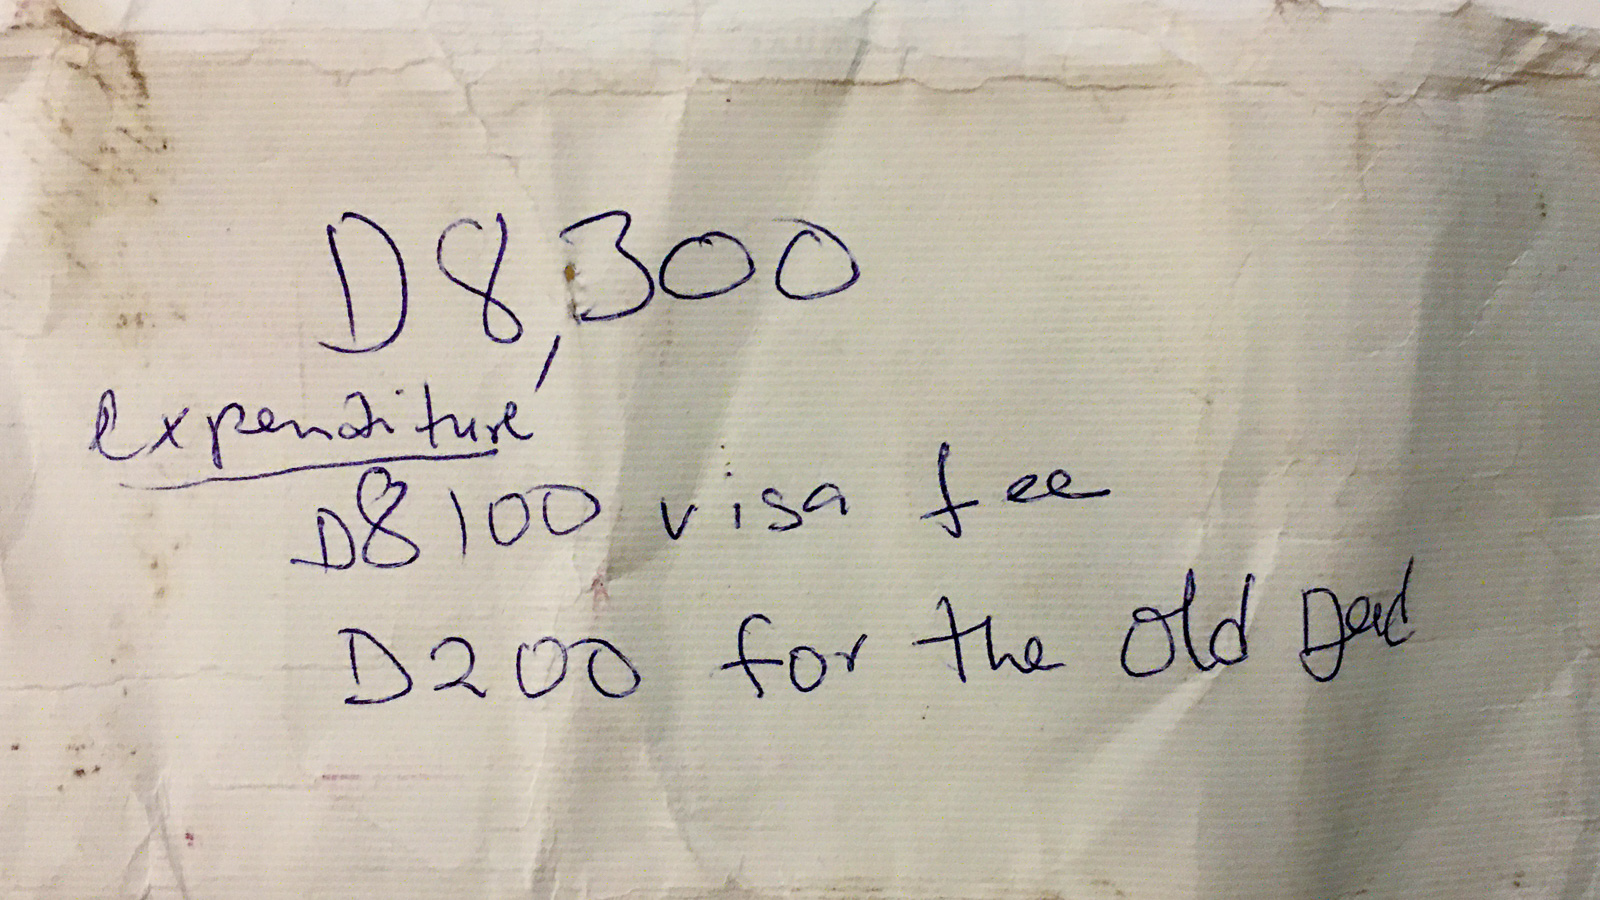 D8,300
expenditure
D8100 visa fee
D200 for the Old Dad